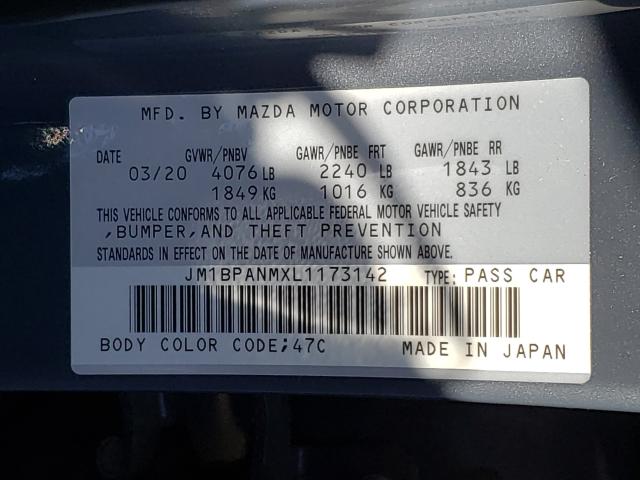 MFD. BY MAZDA MOTOR CORPORATION
DATE GVWR/PNBV GAWR/PNBE FRT GAWR/PNBE RR
03/20 4076 LB 2240 LB 1843 LB
1849 KG 1016 KG 836 KG
THIS VEHICLE CONFORMS TO ALL APPLICABLE FEDERAL MOTOR VEHICLE SAFETY
,BUMPER,AND THEFT PREVENTION
STANDARDS IN EFFECT ON THE DATE OF MANUFACTURE SHOWN ABOVE.
JM1BPANMXL1173142 TYPE: PASS CAR
BODY COLOR CODE;47C MADE IN JAPAN